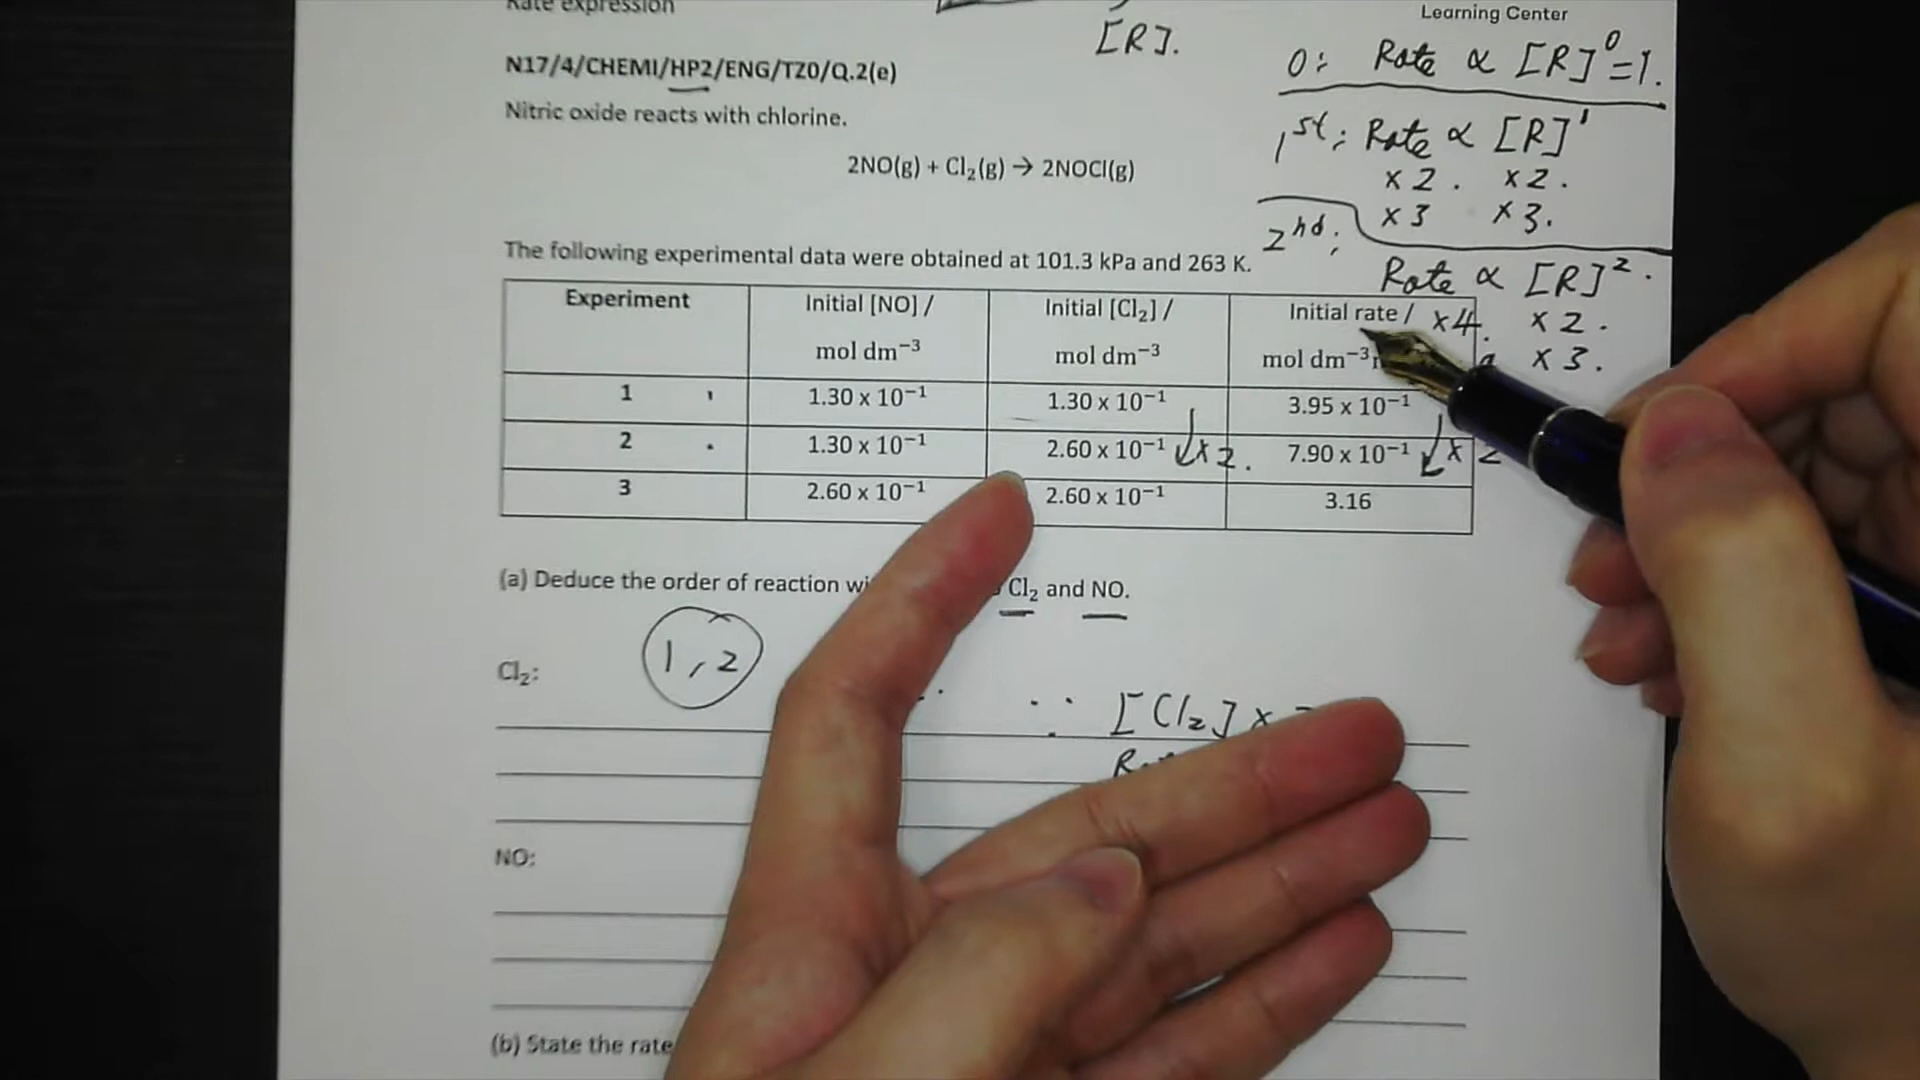 Rate expression
Learning Center
[R].
0: Rate ∝ [R]⁰=1.
N17/4/CHEMI/HP2/ENG/TZ0/Q.2(e)
Nitric oxide reacts with chlorine.
1st: Rate ∝ [R]¹
×2. ×2.
×3 ×3.
2NO(g) + Cl₂(g) → 2NOCl(g)
2nd:
Rate ∝ [R]².
×4. ×2.
×3.
The following experimental data were obtained at 101.3 kPa and 263 K.
Experiment Initial [NO] / mol dm⁻³ Initial [Cl₂] / mol dm⁻³ Initial rate / mol dm⁻³
1 1.30 x 10⁻¹ 1.30 x 10⁻¹ 3.95 x 10⁻¹
2 1.30 x 10⁻¹ 2.60 x 10⁻¹ ×2. 7.90 x 10⁻¹ ×2
3 2.60 x 10⁻¹ 2.60 x 10⁻¹ 3.16
(a) Deduce the order of reaction Cl₂ and NO.
Cl₂: 1, 2 ∴ [Cl₂] ×
NO:
(b) State the rate